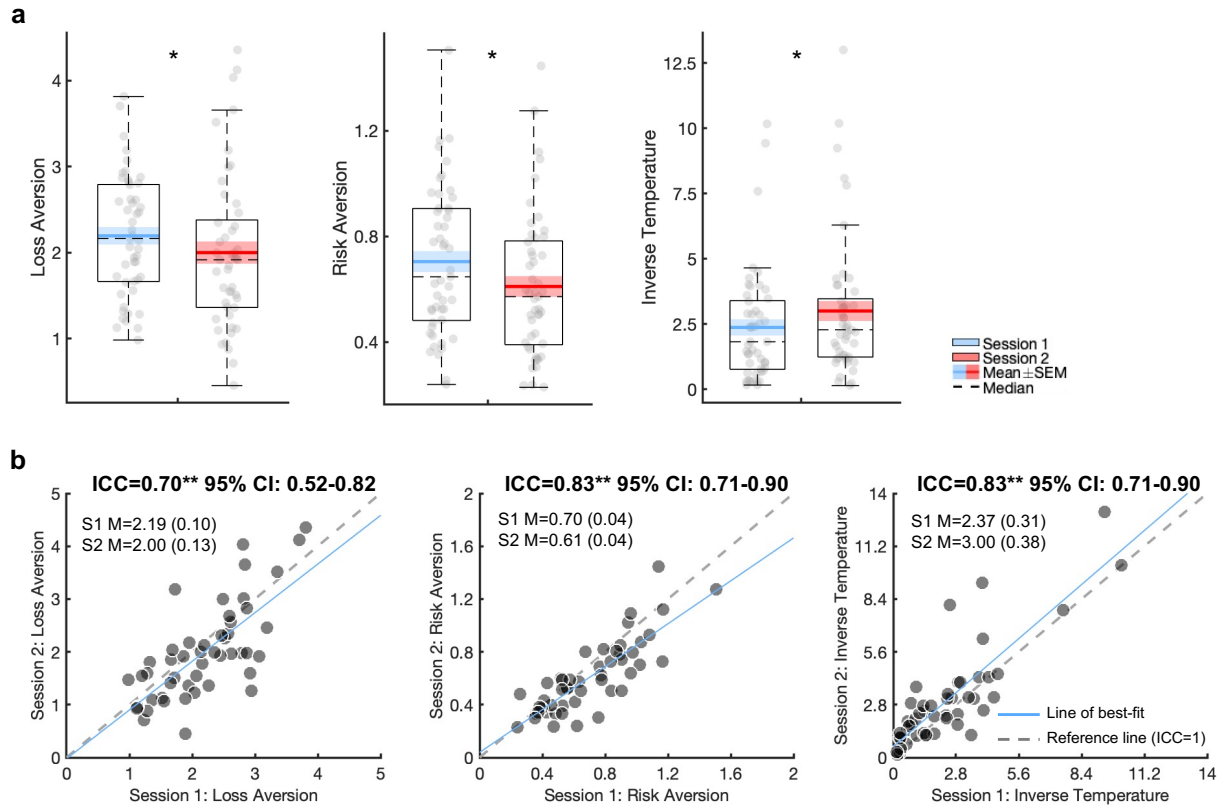 a
*
*
*
4
3
2
1
Loss Aversion
1.2
0.8
0.4
Risk Aversion
12.5
10
7.5
5
2.5
0
Inverse Temperature
Session 1
Session 2
Mean±SEM
Median
b
ICC=0.70** 95% CI: 0.52-0.82
S1 M=2.19 (0.10)
S2 M=2.00 (0.13)
5
4
3
2
1
0
Session 2: Loss Aversion
0 1 2 3 4 5
Session 1: Loss Aversion
ICC=0.83** 95% CI: 0.71-0.90
S1 M=0.70 (0.04)
S2 M=0.61 (0.04)
2
1.6
1.2
0.8
0.4
0
Session 2: Risk Aversion
0 0.4 0.8 1.2 1.6 2
Session 1: Risk Aversion
ICC=0.83** 95% CI: 0.71-0.90
S1 M=2.37 (0.31)
S2 M=3.00 (0.38)
14
11.2
8.4
5.6
2.8
0
Session 2: Inverse Temperature
Line of best-fit
Reference line (ICC=1)
0 2.8 5.6 8.4 11.2 14
Session 1: Inverse Temperature